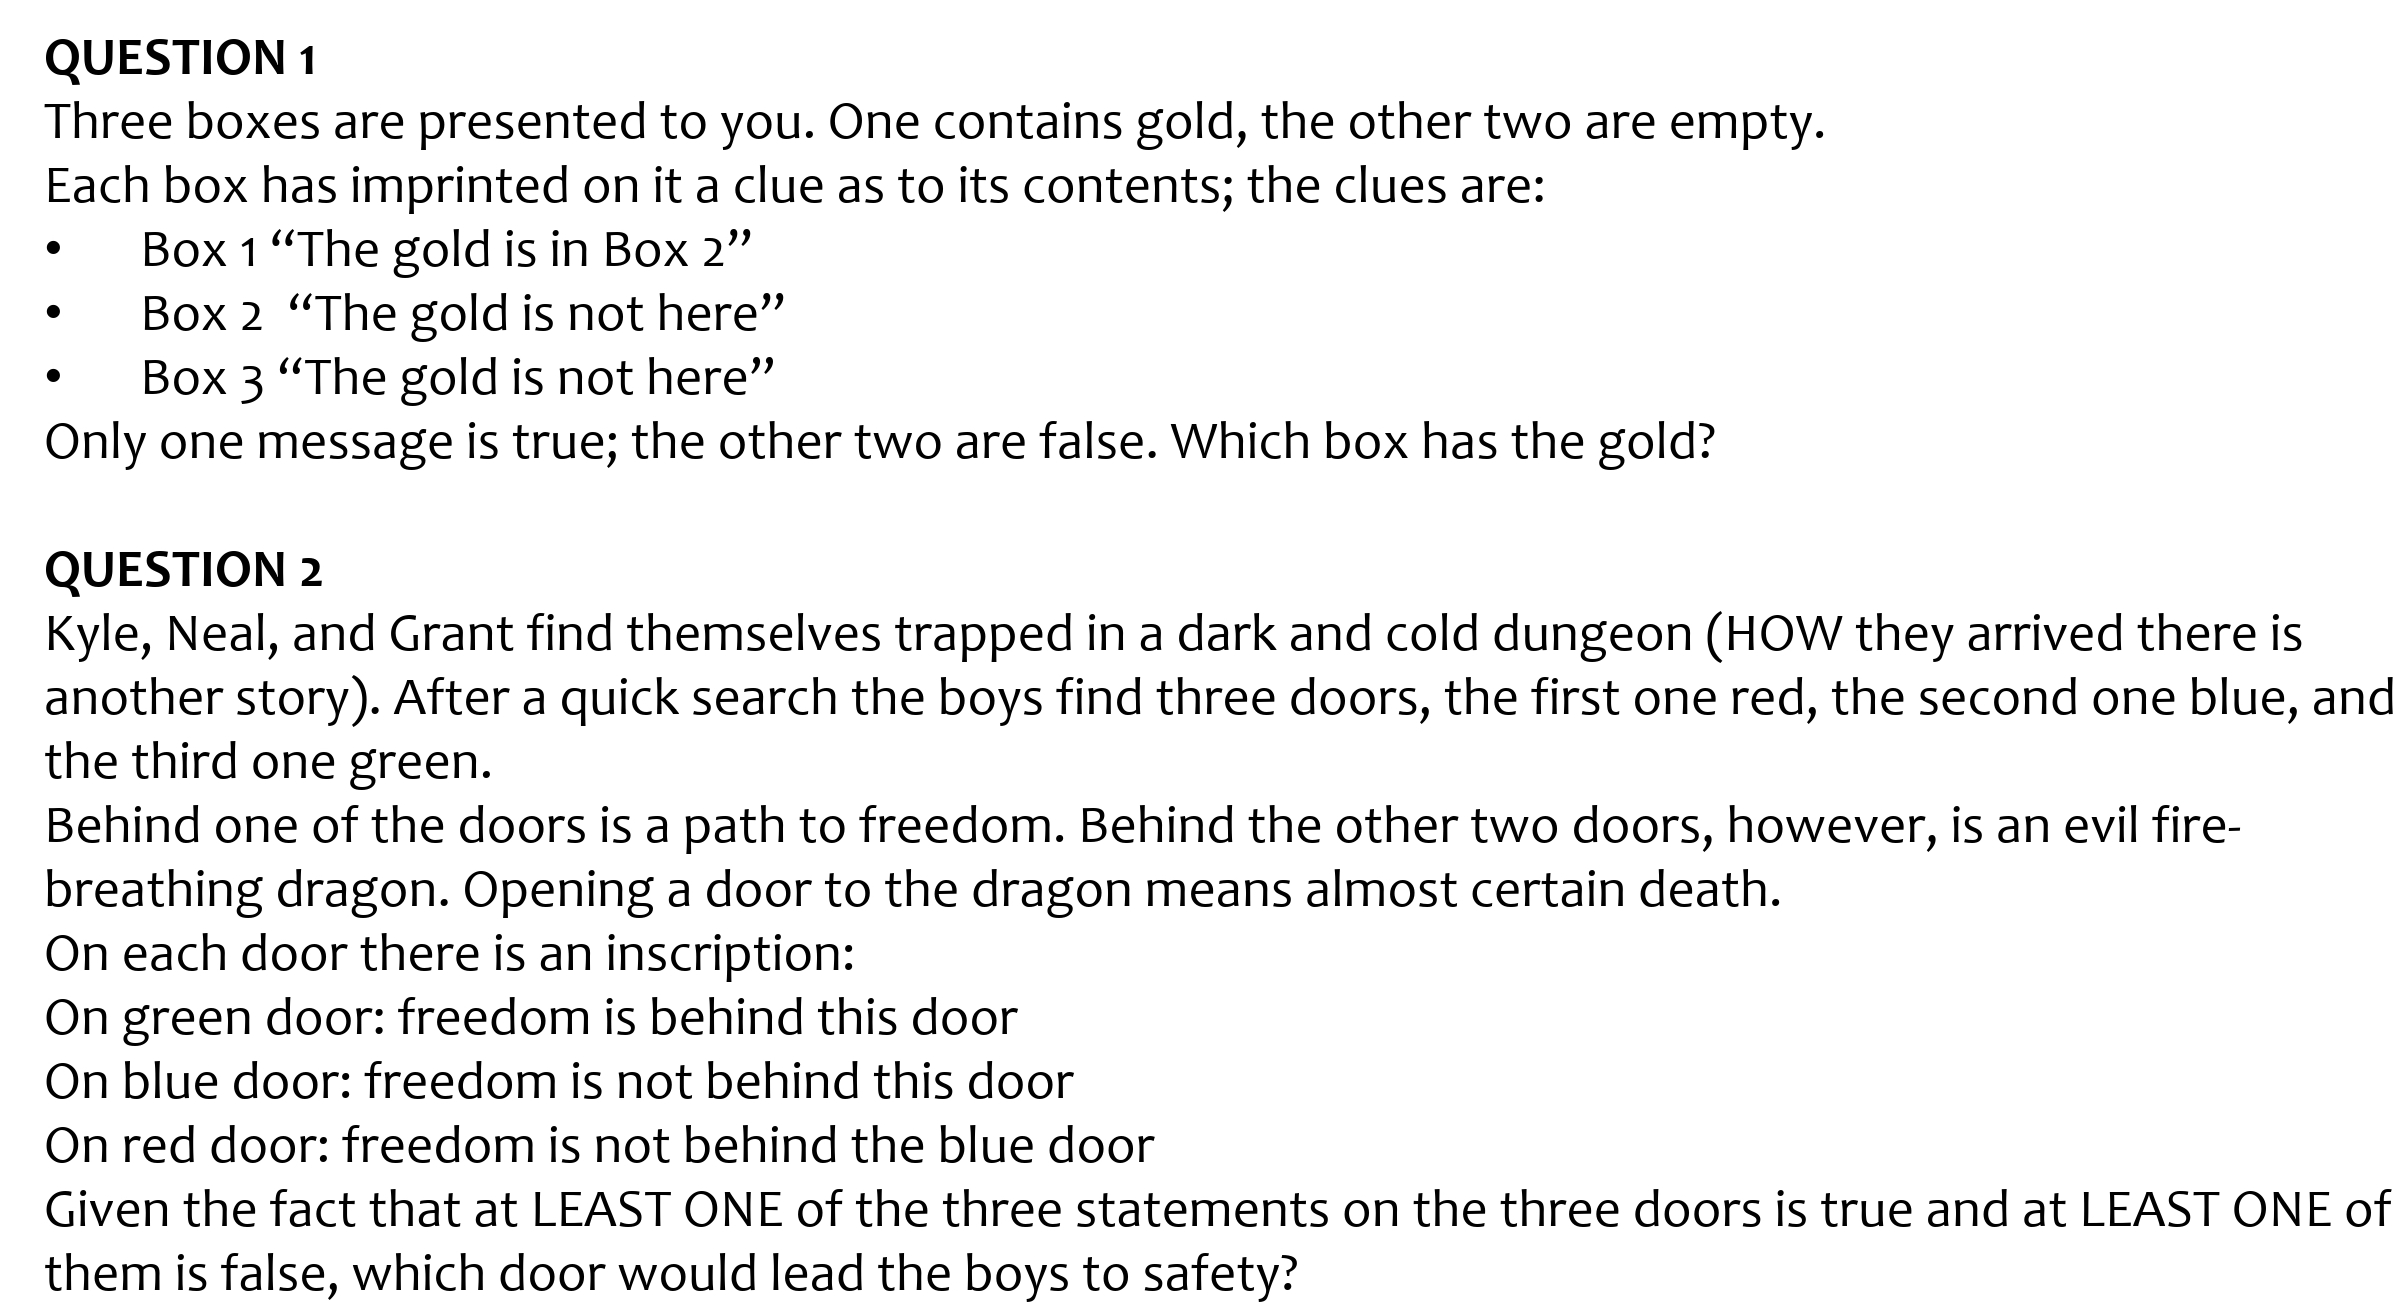 QUESTION 1
Three boxes are presented to you. One contains gold, the other two are empty.
Each box has imprinted on it a clue as to its contents; the clues are:
• Box 1 “The gold is in Box 2”
• Box 2 “The gold is not here”
• Box 3 “The gold is not here”
Only one message is true; the other two are false. Which box has the gold?
QUESTION 2
Kyle, Neal, and Grant find themselves trapped in a dark and cold dungeon (HOW they arrived there is
another story). After a quick search the boys find three doors, the first one red, the second one blue, and
the third one green.
Behind one of the doors is a path to freedom. Behind the other two doors, however, is an evil fire-
breathing dragon. Opening a door to the dragon means almost certain death.
On each door there is an inscription:
On green door: freedom is behind this door
On blue door: freedom is not behind this door
On red door: freedom is not behind the blue door
Given the fact that at LEAST ONE of the three statements on the three doors is true and at LEAST ONE of
them is false, which door would lead the boys to safety?